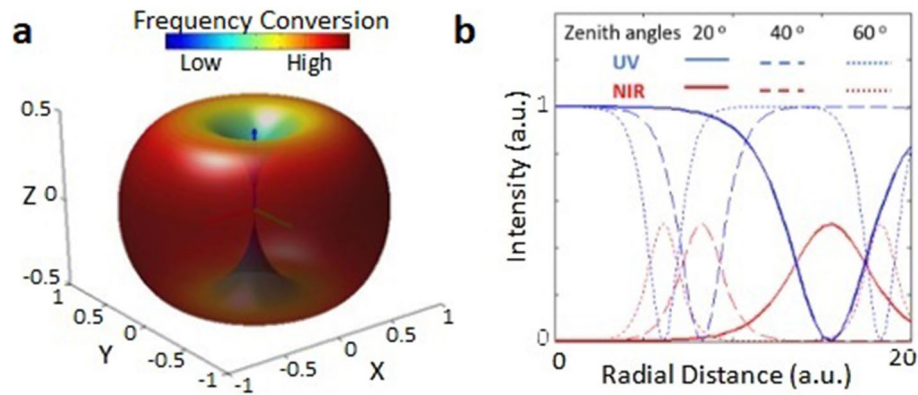 a
Frequency Conversion
Low High
0.5
Z 0
-0.5
1
0.5
0
-0.5
-1
Y
-1
-0.5
0
0.5
1
X
b
Zenith angles 20 o 40 o 60 o
UV
NIR
1
0
Intensity (a.u.)
0 20
Radial Distance (a.u.)